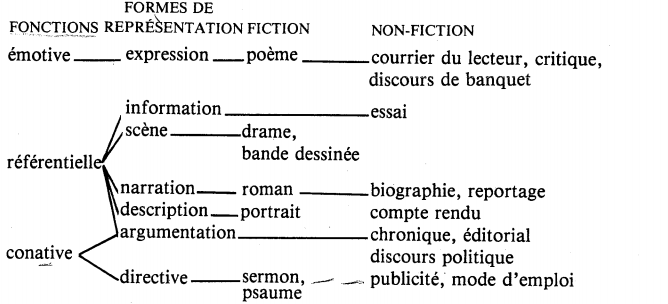 FORMES DE
FONCTIONS REPRÉSENTATION FICTION NON-FICTION
émotive expression poème courrier du lecteur, critique,
discours de banquet
information essai
scène drame,
bande dessinée
référentielle
narration roman biographie, reportage
description portrait compte rendu
argumentation chronique, éditorial
conative discours politique
directive sermon, publicité, mode d'emploi
psaume